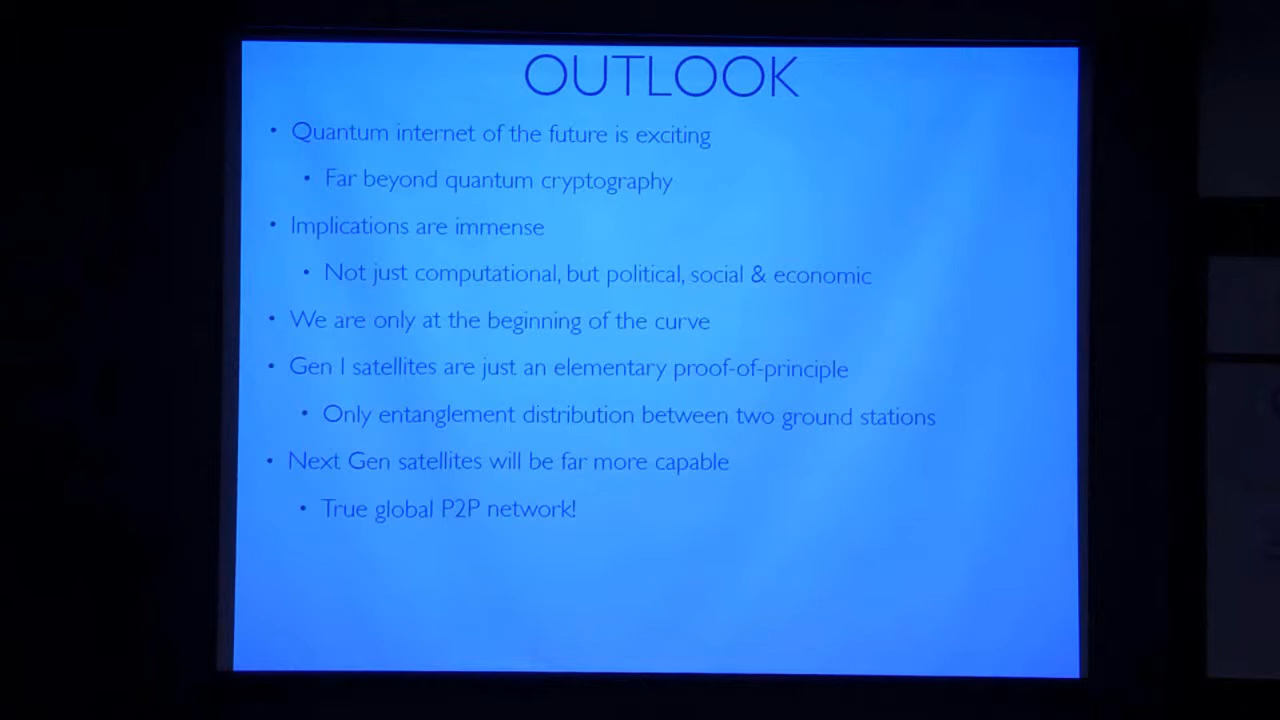 OUTLOOK
• Quantum internet of the future is exciting
• Far beyond quantum cryptography
• Implications are immense
• Not just computational, but political, social & economic
• We are only at the beginning of the curve
• Gen I satellites are just an elementary proof-of-principle
• Only entanglement distribution between two ground stations
• Next Gen satellites will be far more capable
• True global P2P network!